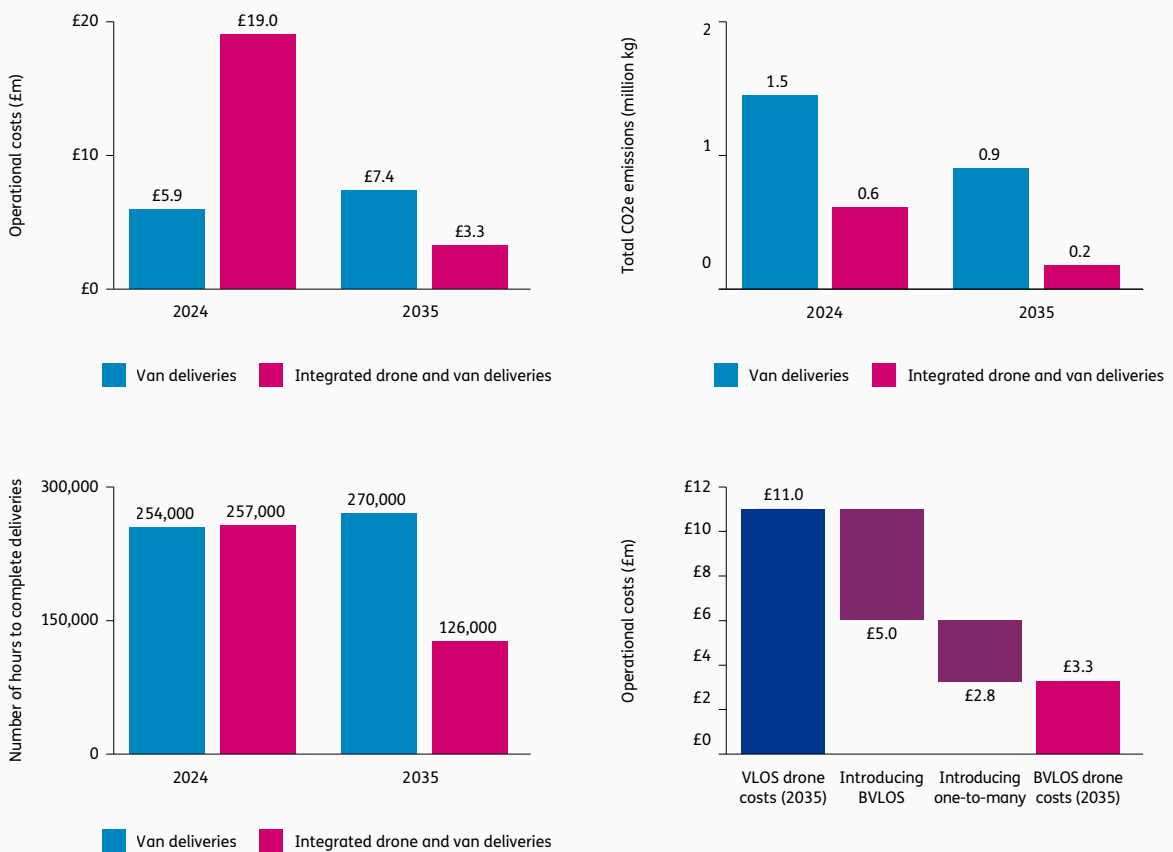 Operational costs (£m)
£20
£10
£0
£5.9
£19.0
£7.4
£3.3
2024
2035
Van deliveries
Integrated drone and van deliveries
Total CO2e emissions (million kg)
2
1
0
1.5
0.6
0.9
0.2
2024
2035
Van deliveries
Integrated drone and van deliveries
Number of hours to complete deliveries
300,000
150,000
0
254,000
257,000
270,000
126,000
2024
2035
Van deliveries
Integrated drone and van deliveries
Operational costs (£m)
£12
£10
£8
£6
£4
£2
£0
£11.0
£5.0
£2.8
£3.3
VLOS drone
costs (2035)
Introducing
BVLOS
Introducing
one-to-many
BVLOS drone
costs (2035)